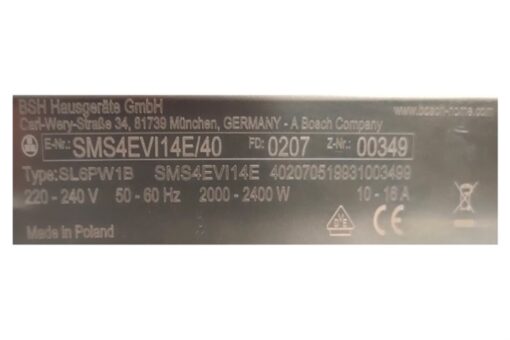 BSH Hausgeräte GmbH
www.bosch-home.com
Carl-Wery-Straße 34, 81739 München, GERMANY - A Bosch Company
E-Nr.: SMS4EVI14E/40 FD: 0207 Z-Nr.: 00349
Type: SL6PW1B SMS4EVI14E 402070519931003499
220 - 240 V 50 - 60 Hz 2000 - 2400 W 10 - 16 A
Made in Poland